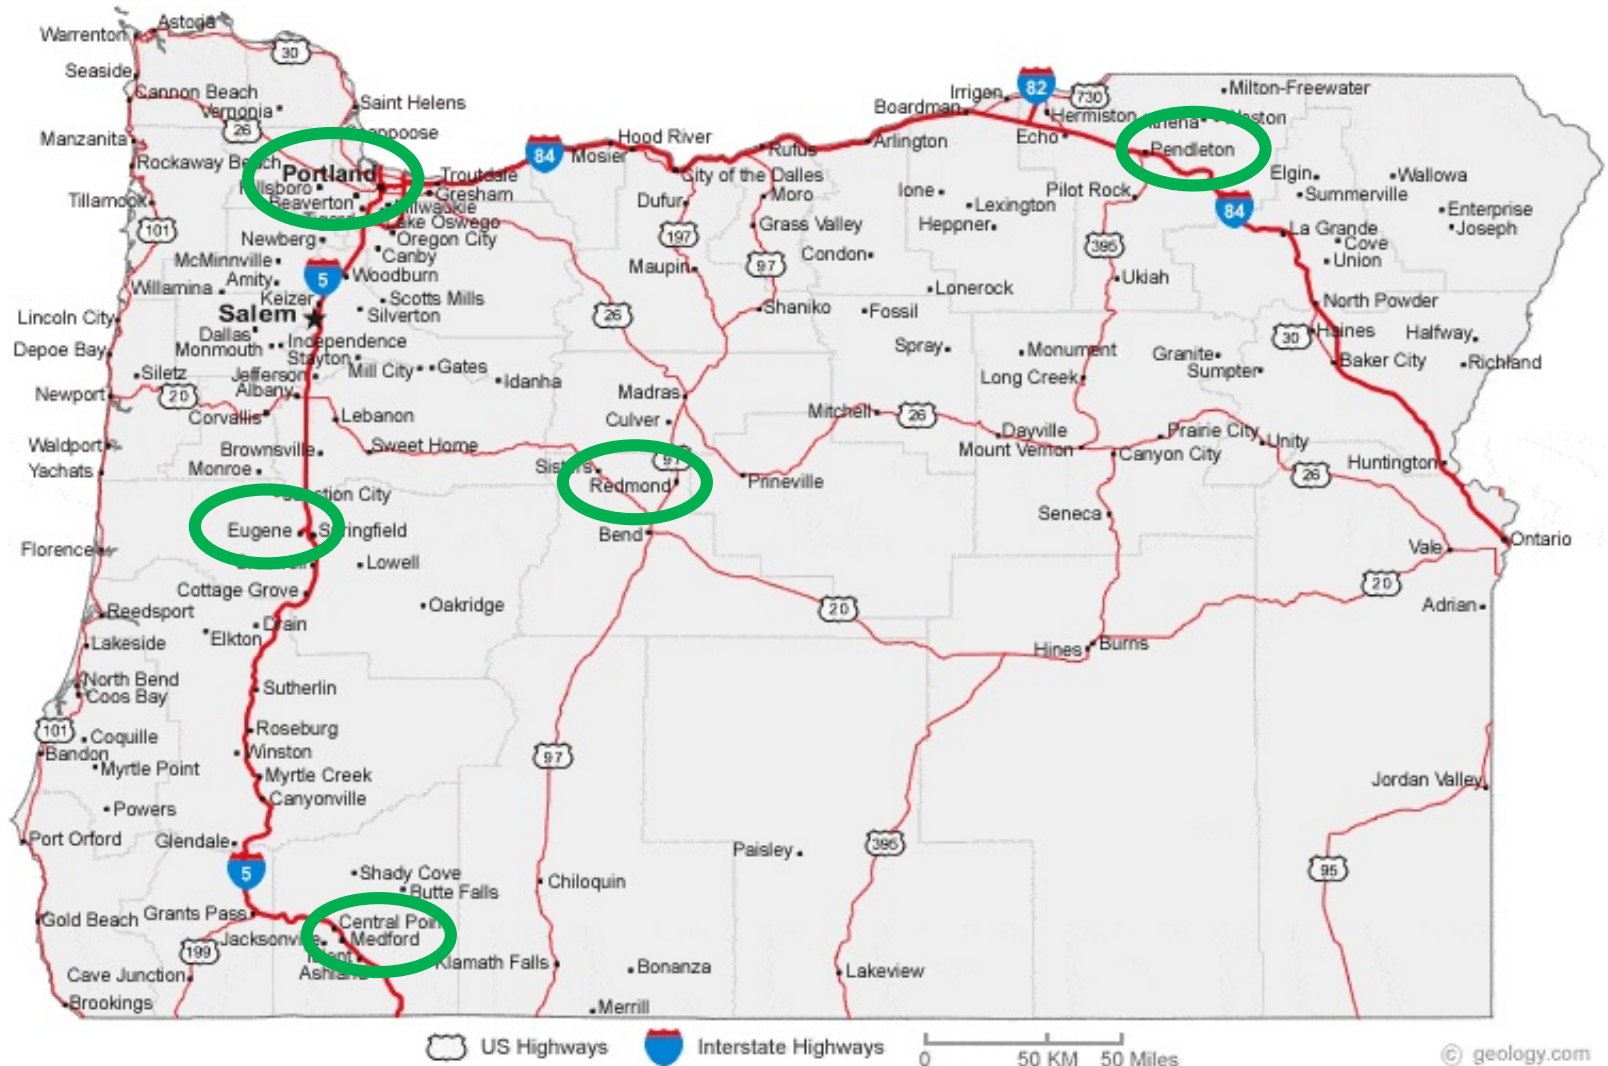 Astoria
Warrenton
30
Seaside
Cannon Beach
Vernonia
Saint Helens
26
Manzanita
Rockaway Beach
Portland
Hillsboro
Beaverton
Tillamook
Troutdale
Gresham
Milwaukie
Lake Oswego
Oregon City
Newberg
Canby
101
McMinnville
Amity
Willamina
5
Woodburn
Keizer
Salem
Scotts Mills
Silverton
Lincoln City
Dallas
Independence
Monmouth
Stayton
Depoe Bay
Siletz
Jefferson
Mill City
Gates
Idanha
Newport
20
Albany
Corvallis
Lebanon
Waldport
Brownsville
Sweet Home
Yachats
Monroe
Junction City
Eugene
Springfield
Florence
Lowell
Cottage Grove
Oakridge
Reedsport
Drain
Elkton
Lakeside
North Bend
Coos Bay
Sutherlin
101
Coquille
Roseburg
Bandon
Winston
Myrtle Point
Myrtle Creek
Canyonville
Powers
Port Orford
Glendale
5
Shady Cove
Butte Falls
Gold Beach
Grants Pass
Central Point
Jacksonville
Medford
199
Ashland
Cave Junction
Brookings
84
Mosier
Hood River
Rufus
City of the Dalles
Dufur
Moro
197
Grass Valley
Maupin
97
Condon
Shaniko
Fossil
26
Madras
Culver
97
Sisters
Redmond
Prineville
Bend
Mitchell
26
20
97
Chiloquin
Klamath Falls
Bonanza
Merrill
Paisley
395
Lakeview
Arlington
Boardman
Irrigon
82
730
Hermiston
Echo
Milton-Freewater
Athena
Weston
Pendleton
Pilot Rock
Ione
Lexington
Heppner
395
84
Elgin
Summerville
Wallowa
Enterprise
Joseph
La Grande
Cove
Union
Ukiah
Lonerock
North Powder
30
Haines
Halfway
Spray
Monument
Granite
Sumpter
Baker City
Richland
Long Creek
Dayville
Mount Vernon
Prairie City
Canyon City
Unity
26
Huntington
Seneca
Vale
Ontario
20
Adrian
Hines
Burns
Jordan Valley
95
US Highways
Interstate Highways
0
50 KM
50 Miles
© geology.com